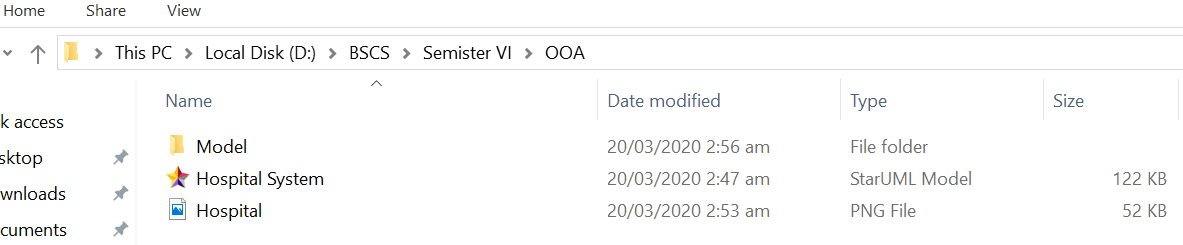 Home Share View
This PC Local Disk (D:) BSCS Semister VI OOA
Name Date modified Type Size
k access
Model 20/03/2020 2:56 am File folder
sktop
Hospital System 20/03/2020 2:47 am StarUML Model 122 KB
wnloads
Hospital 20/03/2020 2:53 am PNG File 52 KB
cuments